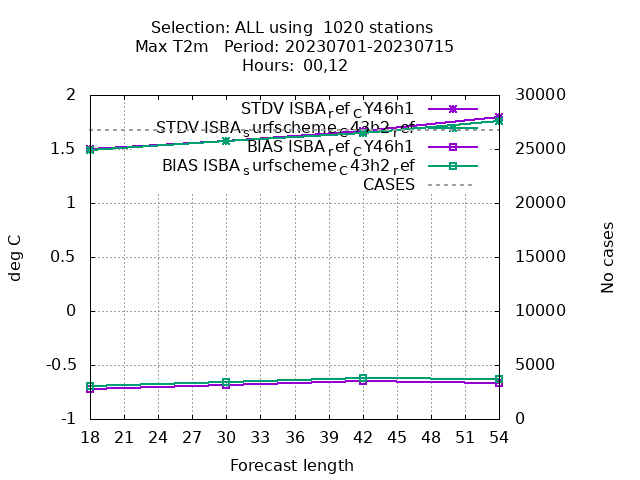 Selection: ALL using  1020 stations
Max T2m   Period: 20230701-20230715
Hours: 00,12
STDV ISBA_ref_CY46h1
STDV ISBA_surfscheme_C43h2_ref
BIAS ISBA_ref_CY46h1
BIAS ISBA_surfscheme_C43h2_ref
CASES
2
1.5
1
0.5
0
-0.5
-1
deg C
30000
25000
20000
15000
10000
5000
0
No cases
18 21 24 27 30 33 36 39 42 45 48 51 54
Forecast length